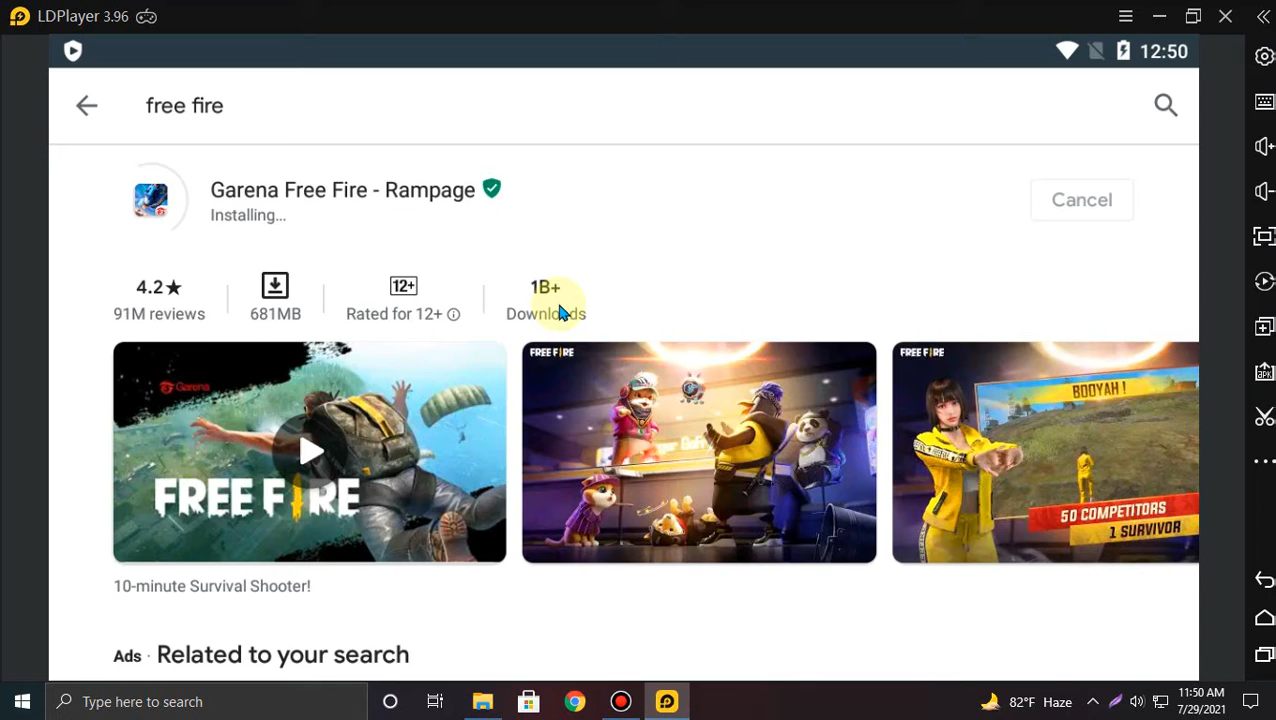 LDPlayer 3.96
12:50
free fire
Garena Free Fire - Rampage
Installing...
Cancel
4.2★
91M reviews
681MB
12+
Rated for 12+
1B+
Downloads
Garena
FREE FIRE
FREE FIRE
FREE FIRE
BOOYAH !
50 COMPETITORS
1 SURVIVOR
10-minute Survival Shooter!
Ads · Related to your search
Type here to search
82°F Haze
11:50 AM
7/29/2021